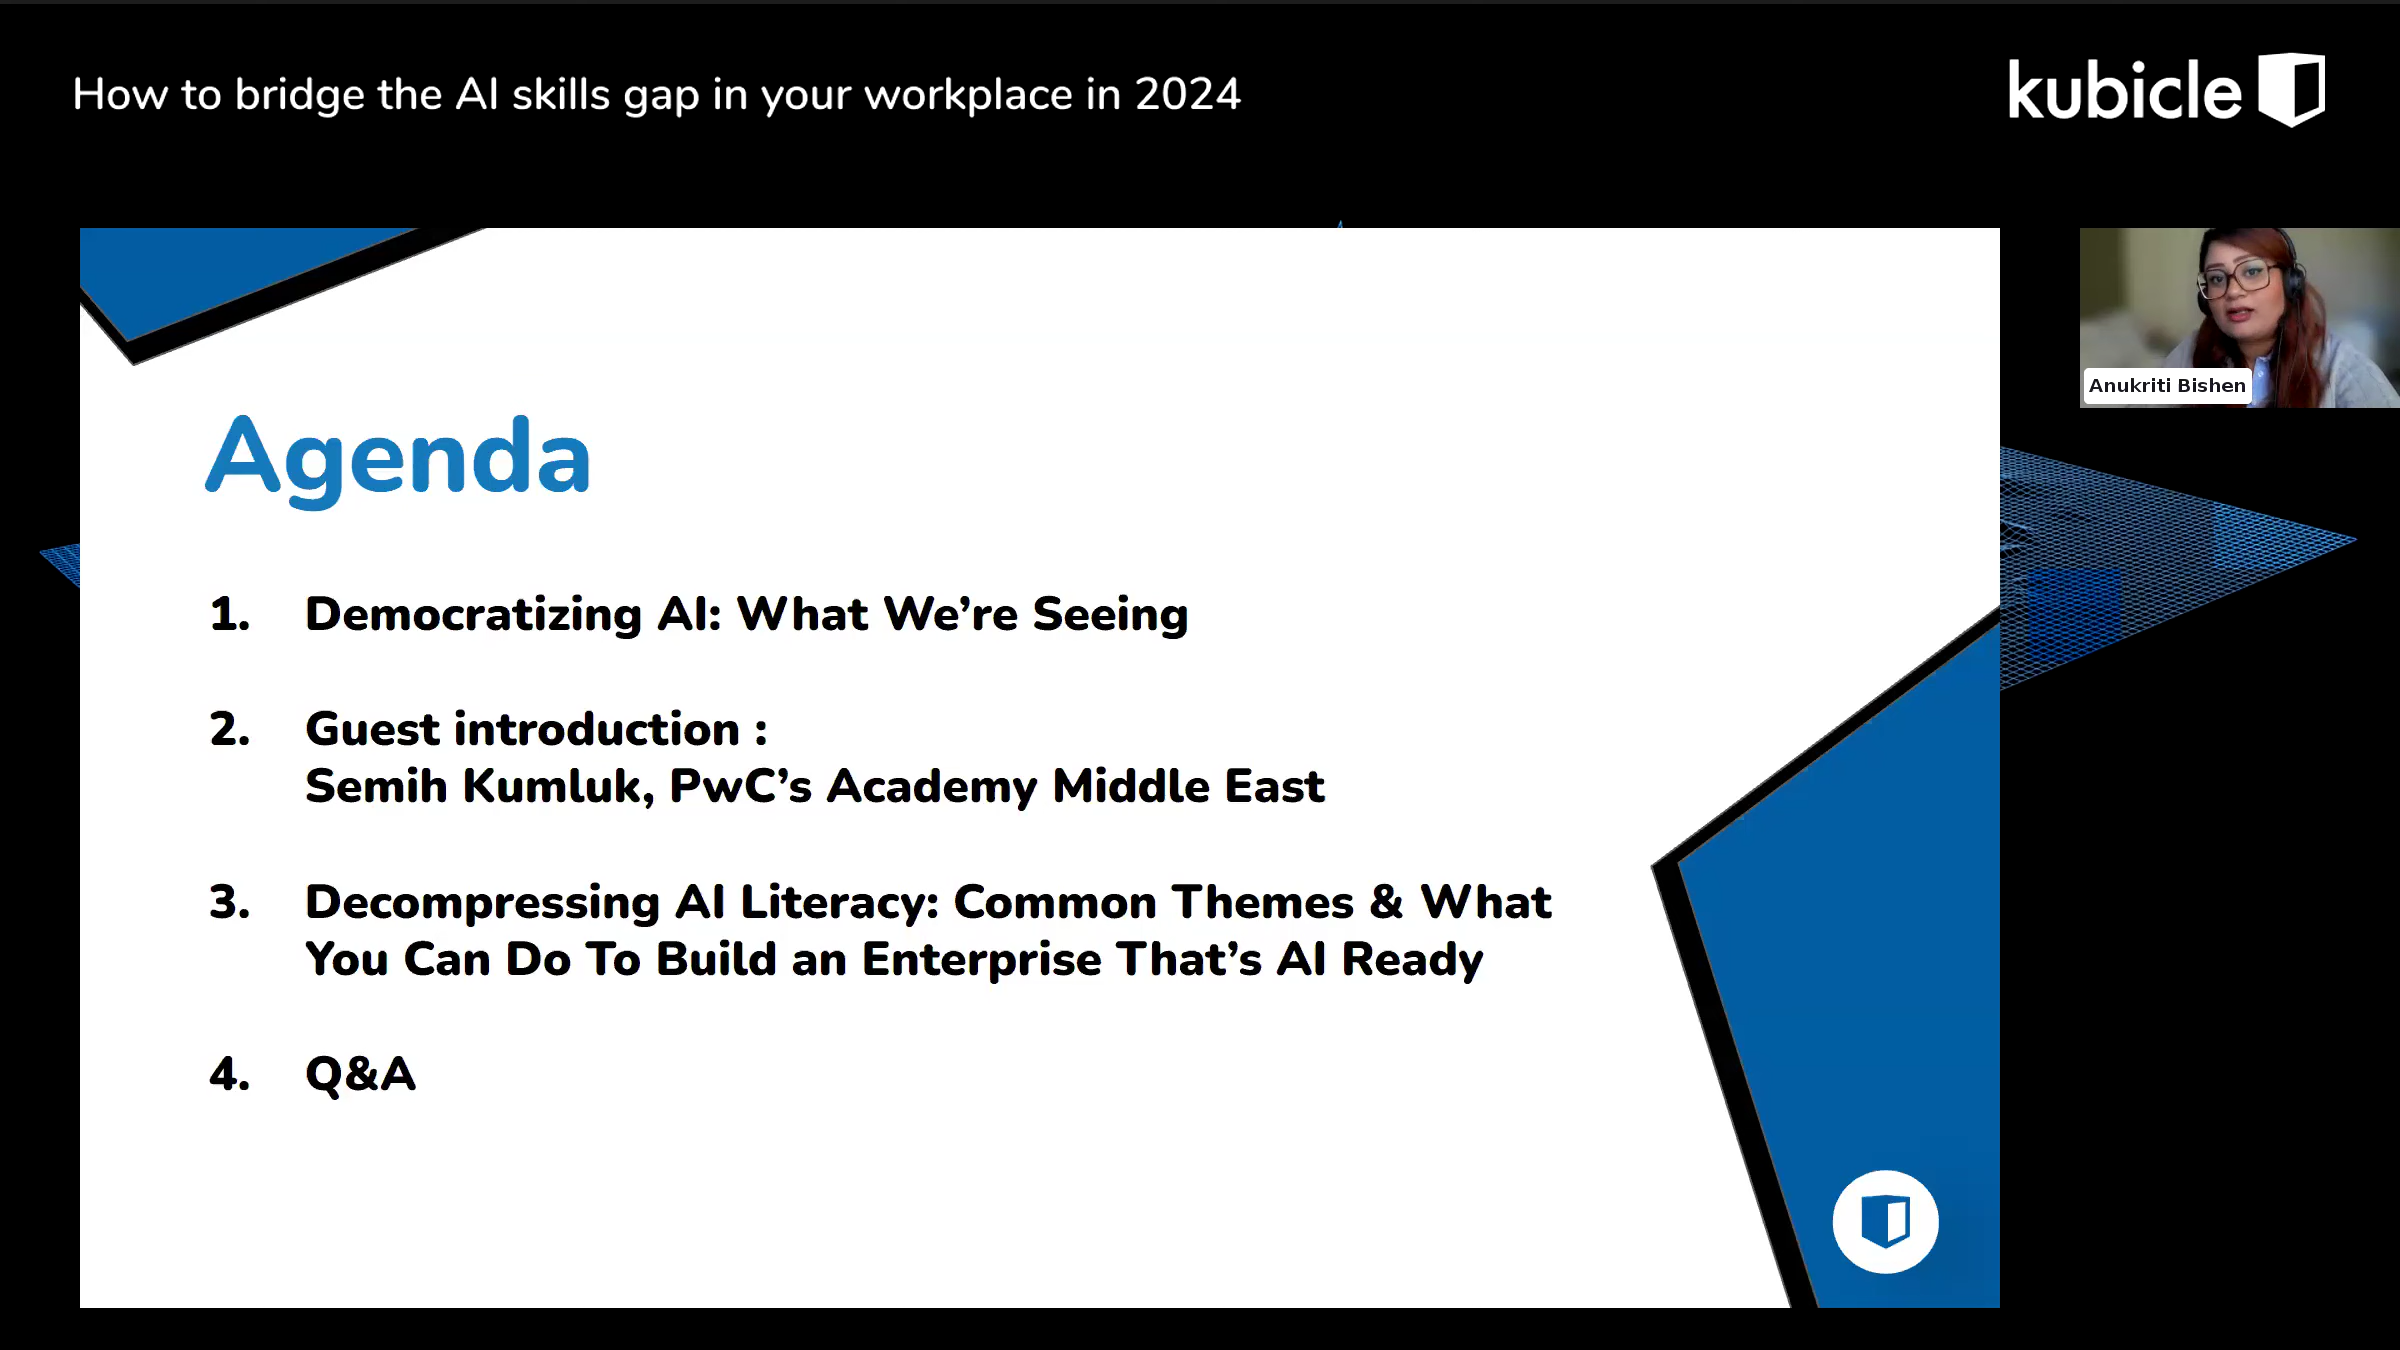 How to bridge the AI skills gap in your workplace in 2024
kubicle
Anukriti Bishen
Agenda
1. Democratizing AI: What We’re Seeing
2. Guest introduction :
Semih Kumluk, PwC’s Academy Middle East
3. Decompressing AI Literacy: Common Themes & What
You Can Do To Build an Enterprise That’s AI Ready
4. Q&A